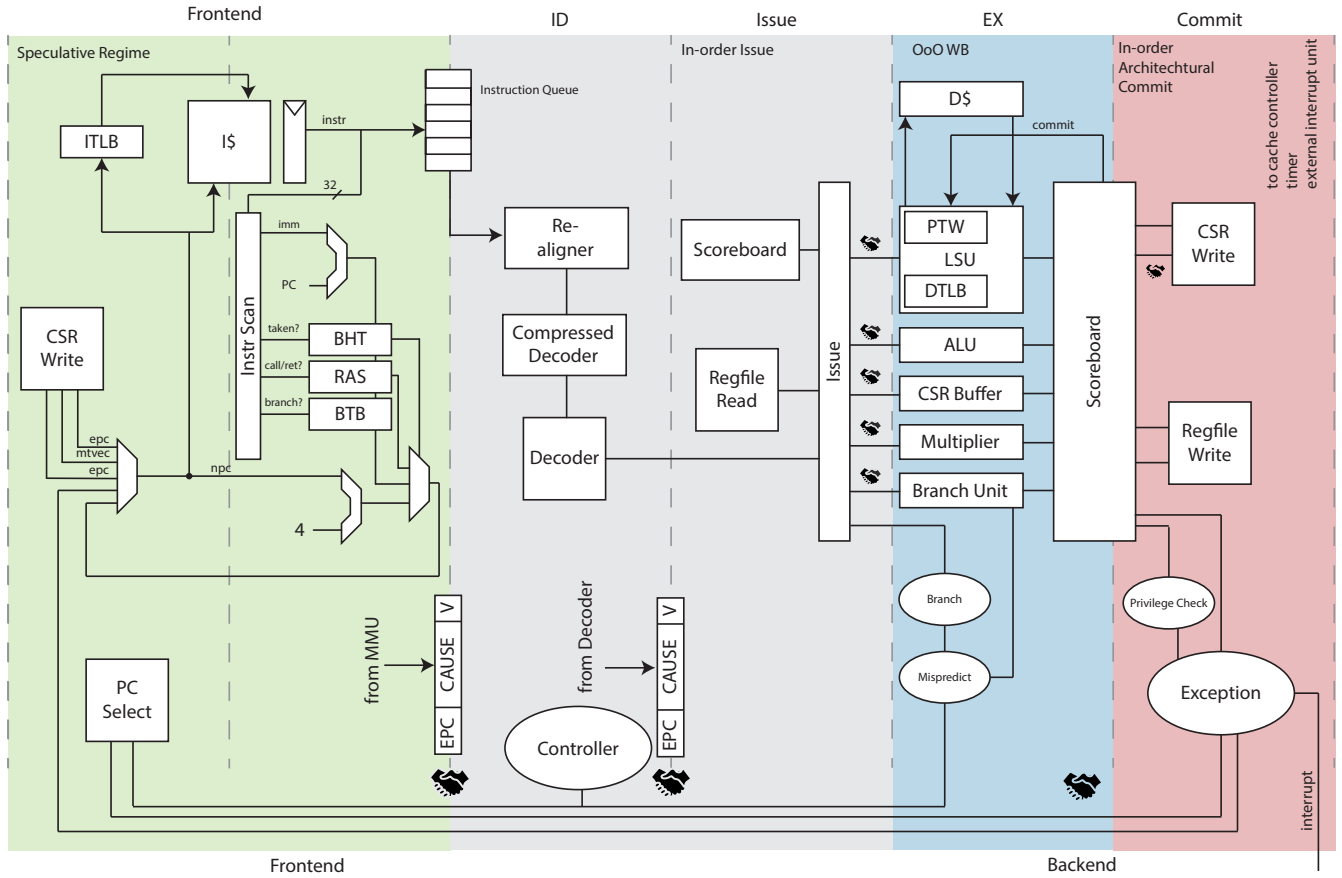 Frontend
ID
Issue
EX
Commit
Speculative Regime
In-order Issue
OoO WB
In-order
Architechtural
Commit
to cache controller
timer
external interrupt unit
ITLB
I$
instr
32
Instruction Queue
imm
PC
Instr Scan
taken?
BHT
call/ret?
RAS
branch?
BTB
CSR
Write
epc
mtvec
epc
npc
4
PC
Select
from MMU
V
CAUSE
EPC
Re-
aligner
Compressed
Decoder
Decoder
from Decoder
V
CAUSE
EPC
Controller
Scoreboard
Regfile
Read
Issue
D$
commit
PTW
LSU
DTLB
ALU
CSR Buffer
Multiplier
Branch Unit
Branch
Mispredict
Scoreboard
CSR
Write
Regfile
Write
Privilege Check
Exception
interrupt
Frontend
Backend